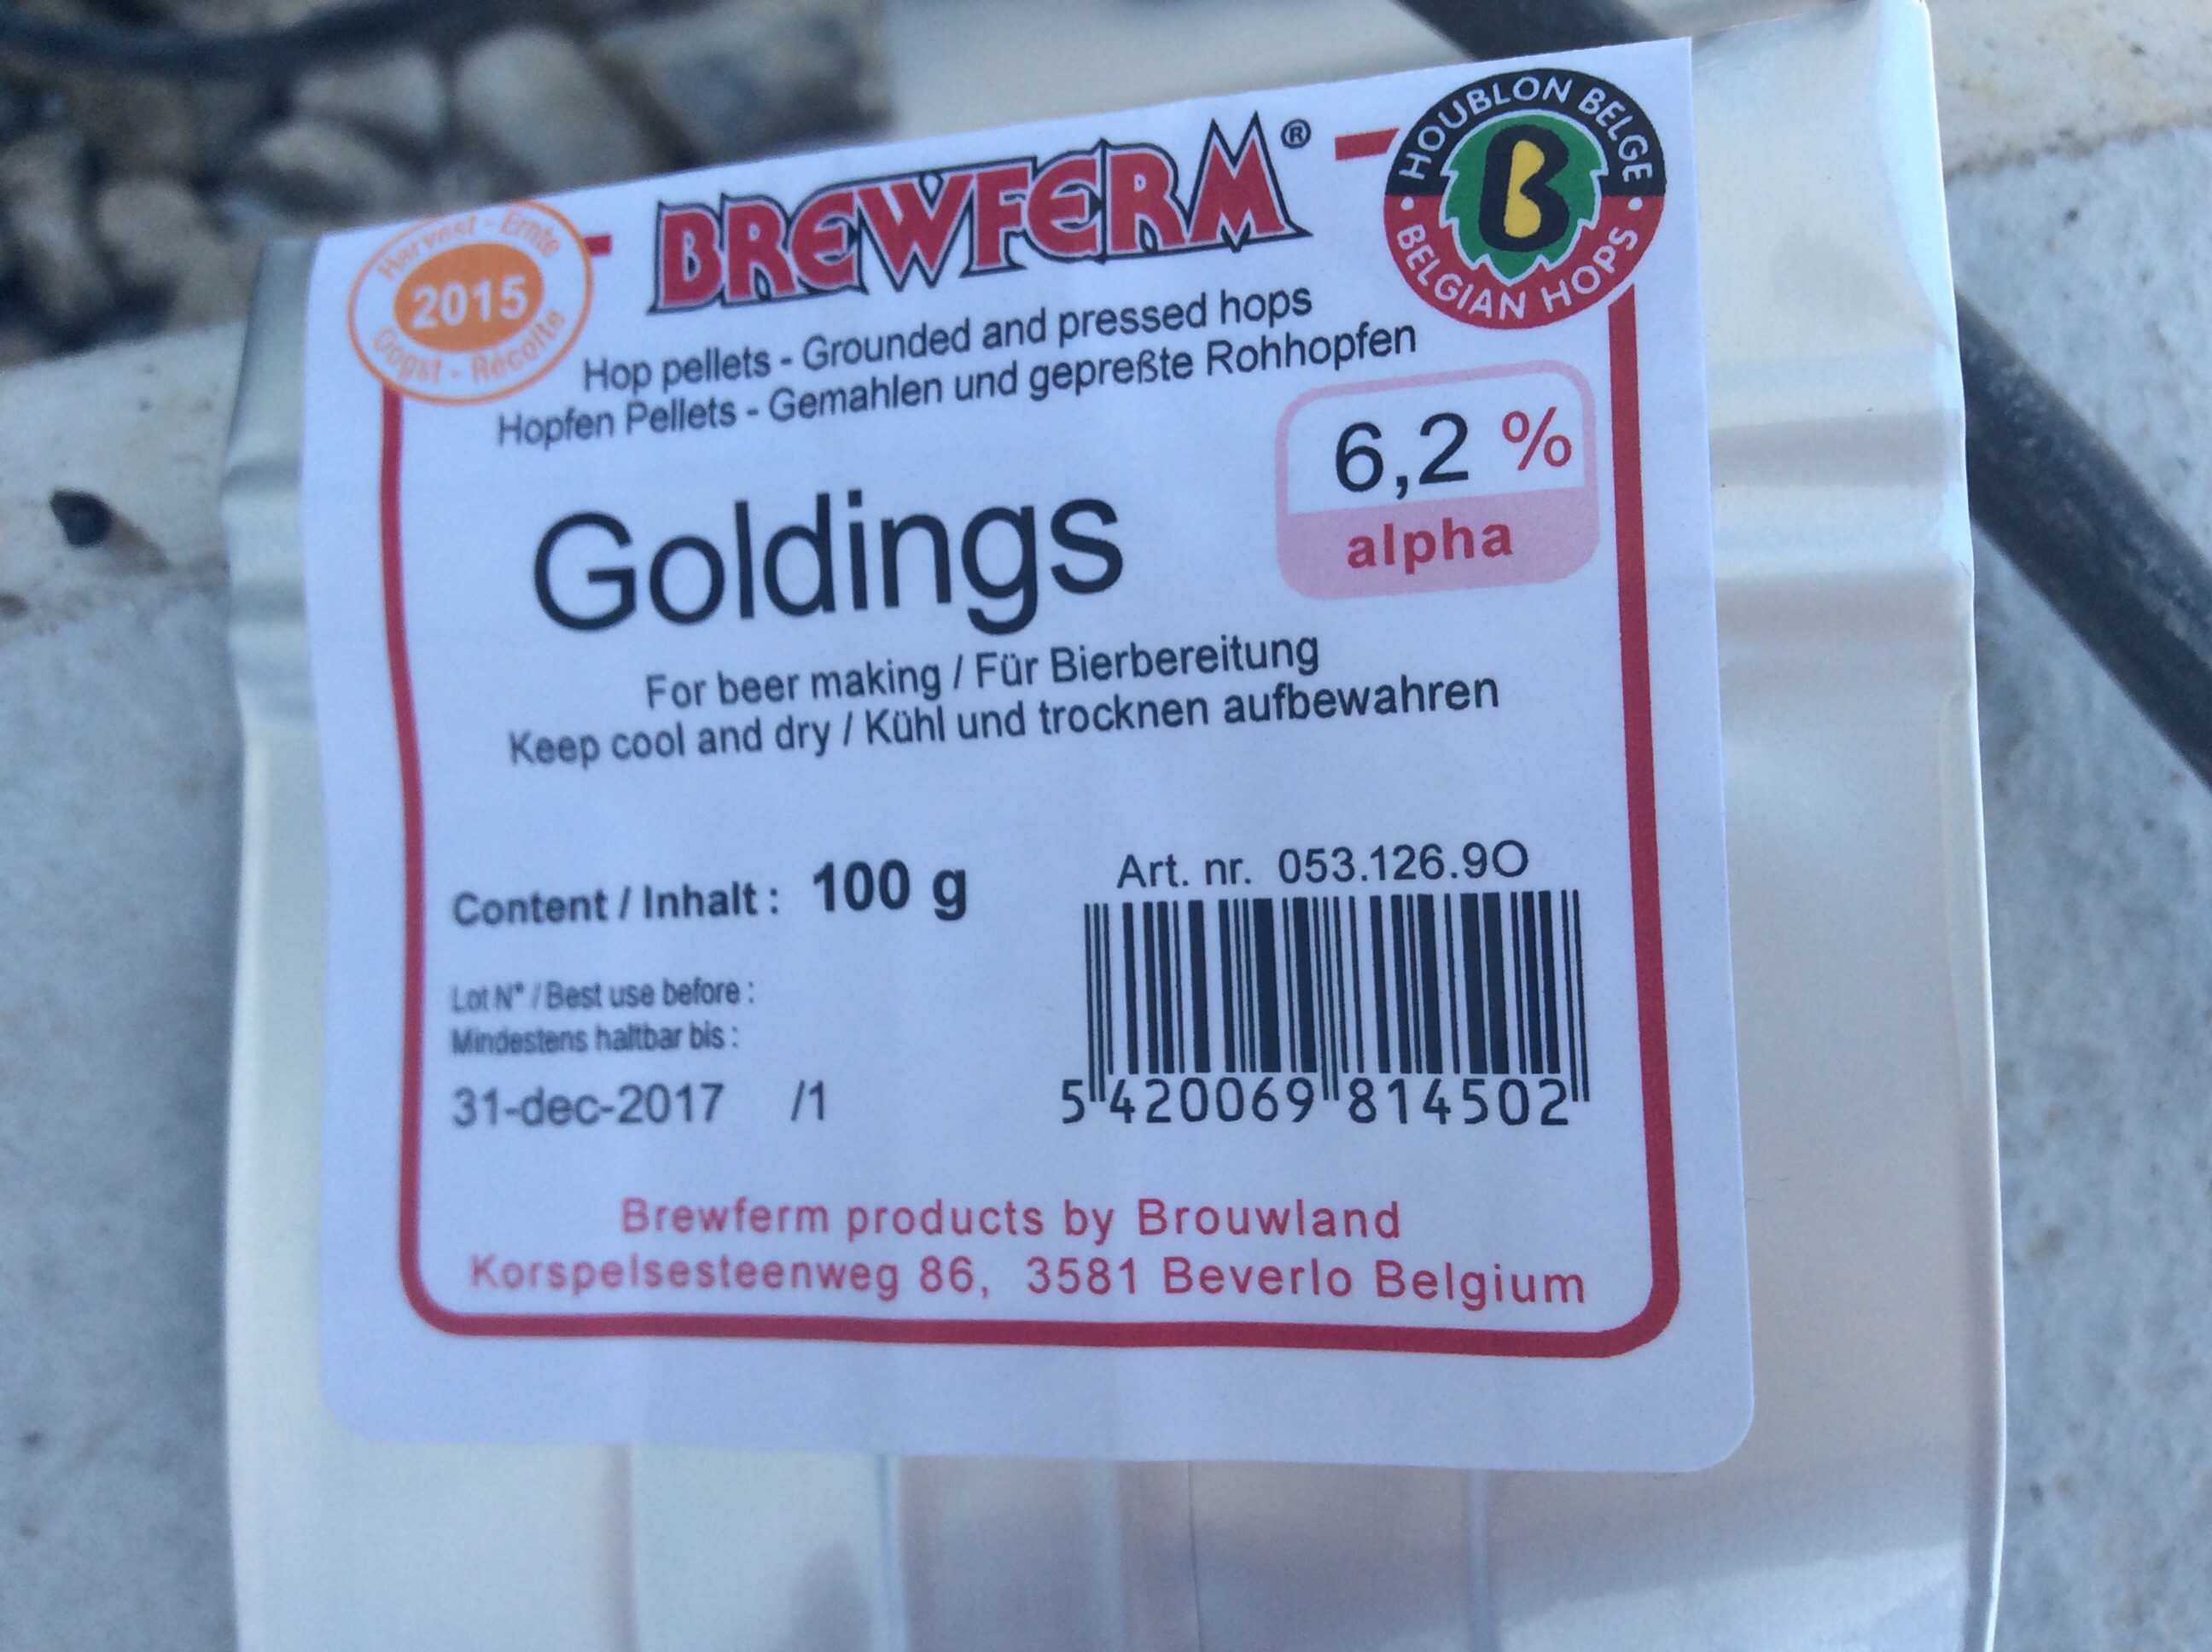 BREWFERM®
HOUBLON BELGE
B
BELGIAN HOPS
Harvest - Ernte
2015
Oogst - Récolte
Hop pellets - Grounded and pressed hops
Hopfen Pellets - Gemahlen und gepreßte Rohhopfen
6,2 %
alpha
Goldings
For beer making / Für Bierbereitung
Keep cool and dry / Kühl und trocknen aufbewahren
Content / Inhalt : 100 g
Art. nr. 053.126.9O
Lot N° / Best use before :
Mindestens haltbar bis :
31-dec-2017 /1
5 420069 814502
Brewferm products by Brouwland
Korspelsesteenweg 86, 3581 Beverlo Belgium